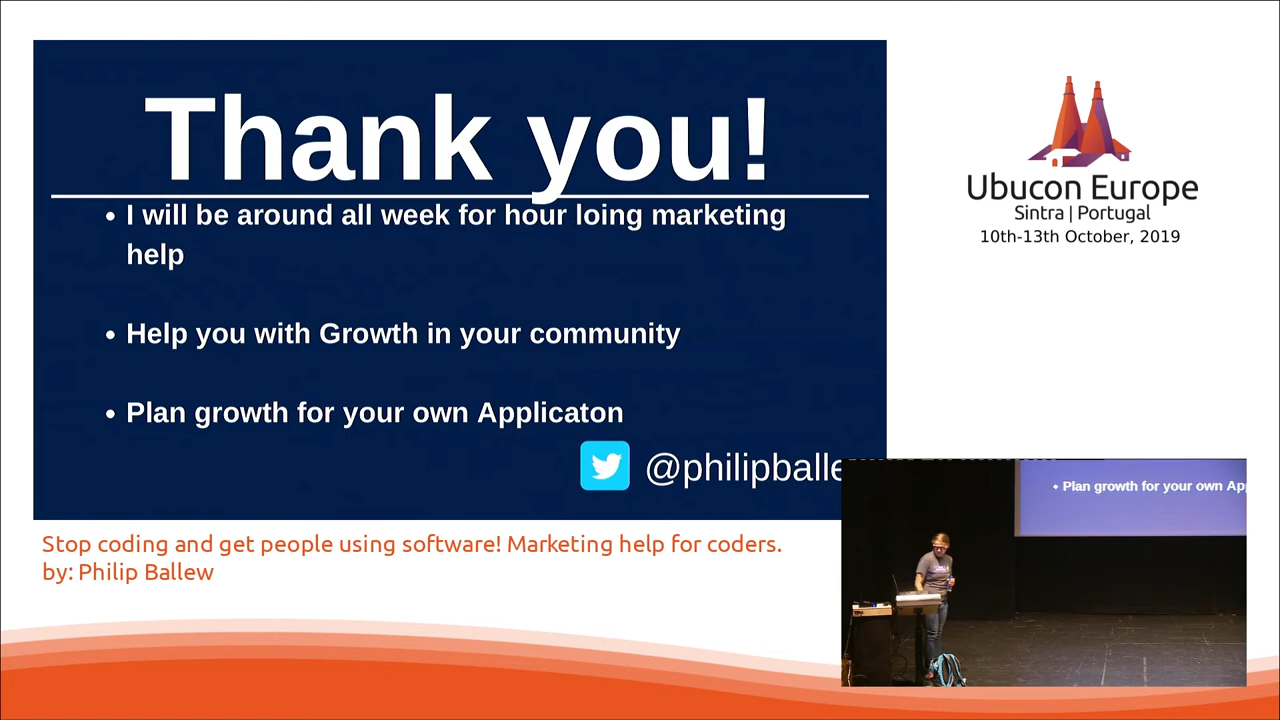 Thank you!
• I will be around all week for hour loing marketing
help
• Help you with Growth in your community
• Plan growth for your own Applicaton
@philipballe
Ubucon Europe
Sintra | Portugal
10th-13th October, 2019
Stop coding and get people using software! Marketing help for coders.
by: Philip Ballew
• Plan growth for your own App